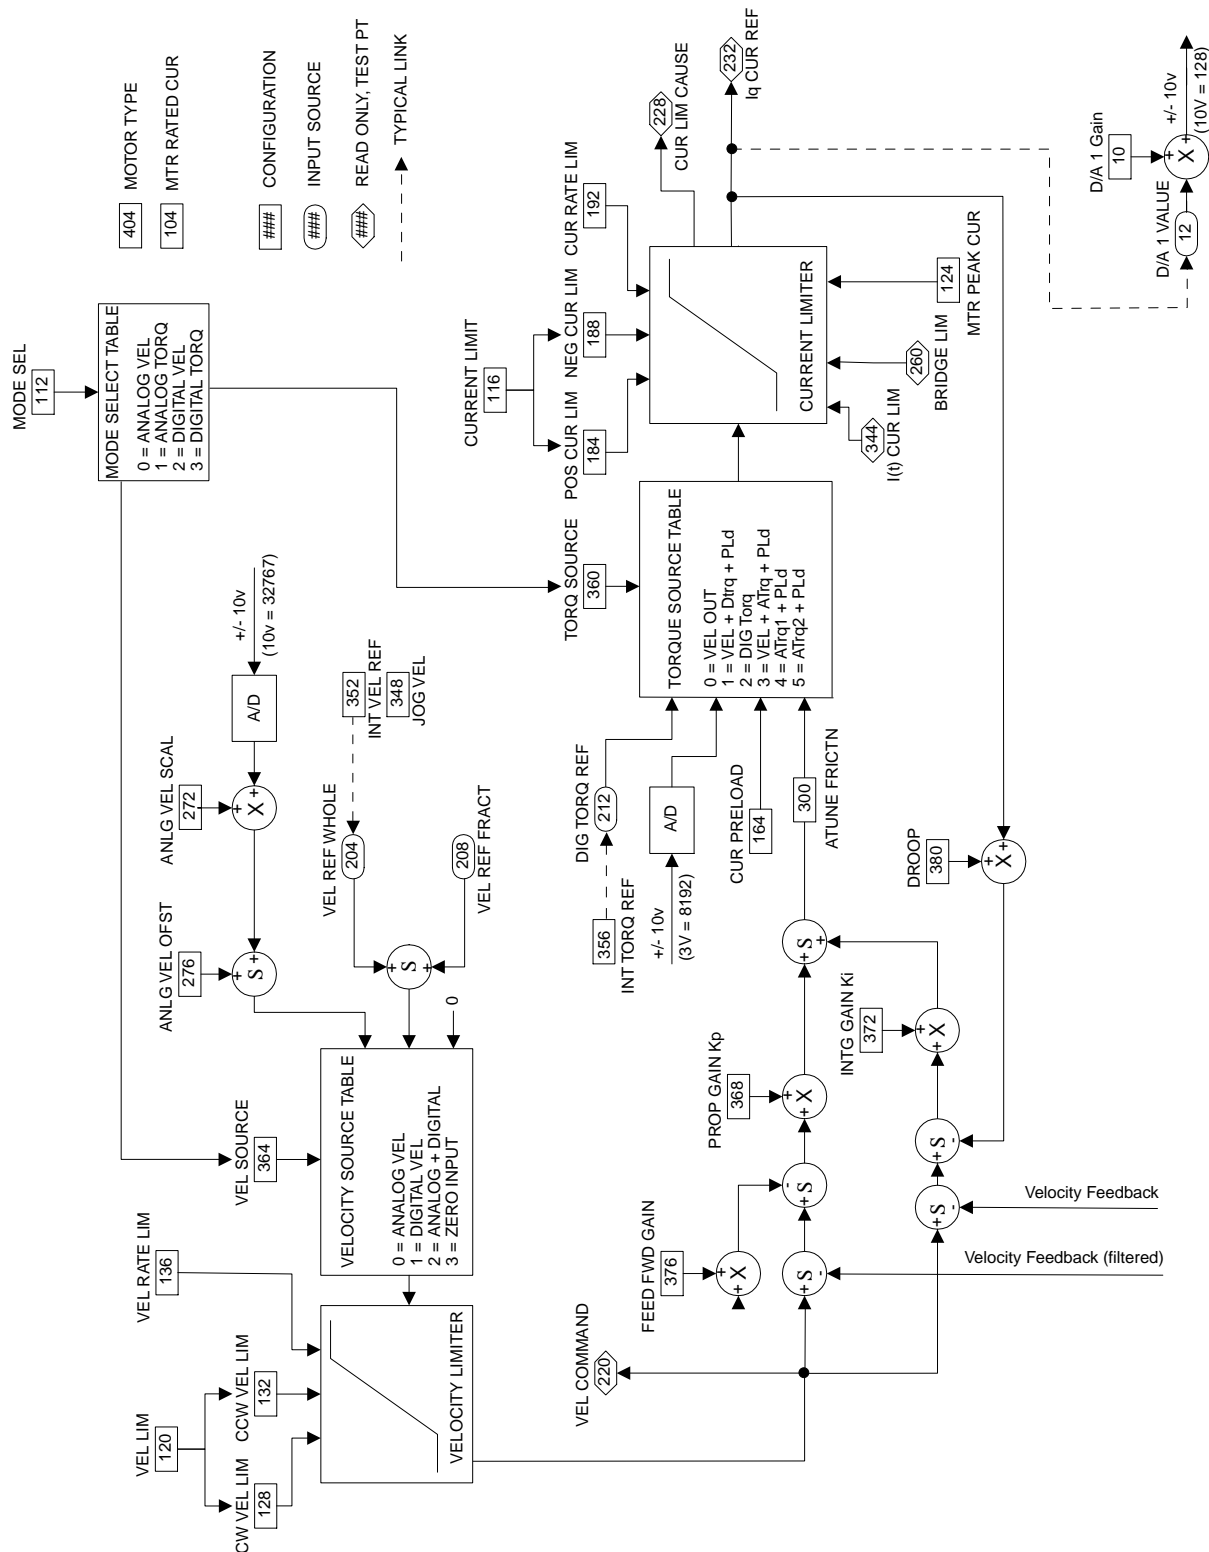 MODE SEL
112
MODE SELECT TABLE
0 = ANALOG VEL
1 = ANALOG TORQ
2 = DIGITAL VEL
3 = DIGITAL TORQ
404 MOTOR TYPE
104 MTR RATED CUR
### CONFIGURATION
### INPUT SOURCE
### READ ONLY, TEST PT
TYPICAL LINK
VEL LIM
120
CW VEL LIM
128
CCW VEL LIM
132
VEL RATE LIM
136
VELOCITY LIMITER
VEL SOURCE
364
VELOCITY SOURCE TABLE
0 = ANALOG VEL
1 = DIGITAL VEL
2 = ANALOG + DIGITAL
3 = ZERO INPUT
ANLG VEL OFST
276
+ S +
ANLG VEL SCAL
272
+ X +
A/D
+/- 10v
(10v = 32767)
VEL REF WHOLE
204
+ S +
208
VEL REF FRACT
0
352
INT VEL REF
348
JOG VEL
TORQ SOURCE
360
TORQUE SOURCE TABLE
0 = VEL OUT
1 = VEL + Dtrq + PLd
2 = DIG Torq
3 = VEL + ATrq + PLd
4 = ATrq1 + PLd
5 = ATrq2 + PLd
DIG TORQ REF
212
356
INT TORQ REF
A/D
+/- 10v
(3V = 8192)
CUR PRELOAD
164
300
ATUNE FRICTN
CURRENT LIMIT
116
POS CUR LIM
184
NEG CUR LIM
188
CUR RATE LIM
192
CURRENT LIMITER
344
I(t) CUR LIM
260
BRIDGE LIM
124
MTR PEAK CUR
228
CUR LIM CAUSE
232
Iq CUR REF
D/A 1 Gain
10
D/A 1 VALUE
12
+ X +
+/- 10v
(10V = 128)
VEL COMMAND
220
FEED FWD GAIN
376
+ X +
+ S -
+ S -
PROP GAIN Kp
368
+ X +
+ S +
INTG GAIN Ki
372
+ X +
+ S -
+ S -
DROOP
380
+ X +
Velocity Feedback
Velocity Feedback (filtered)